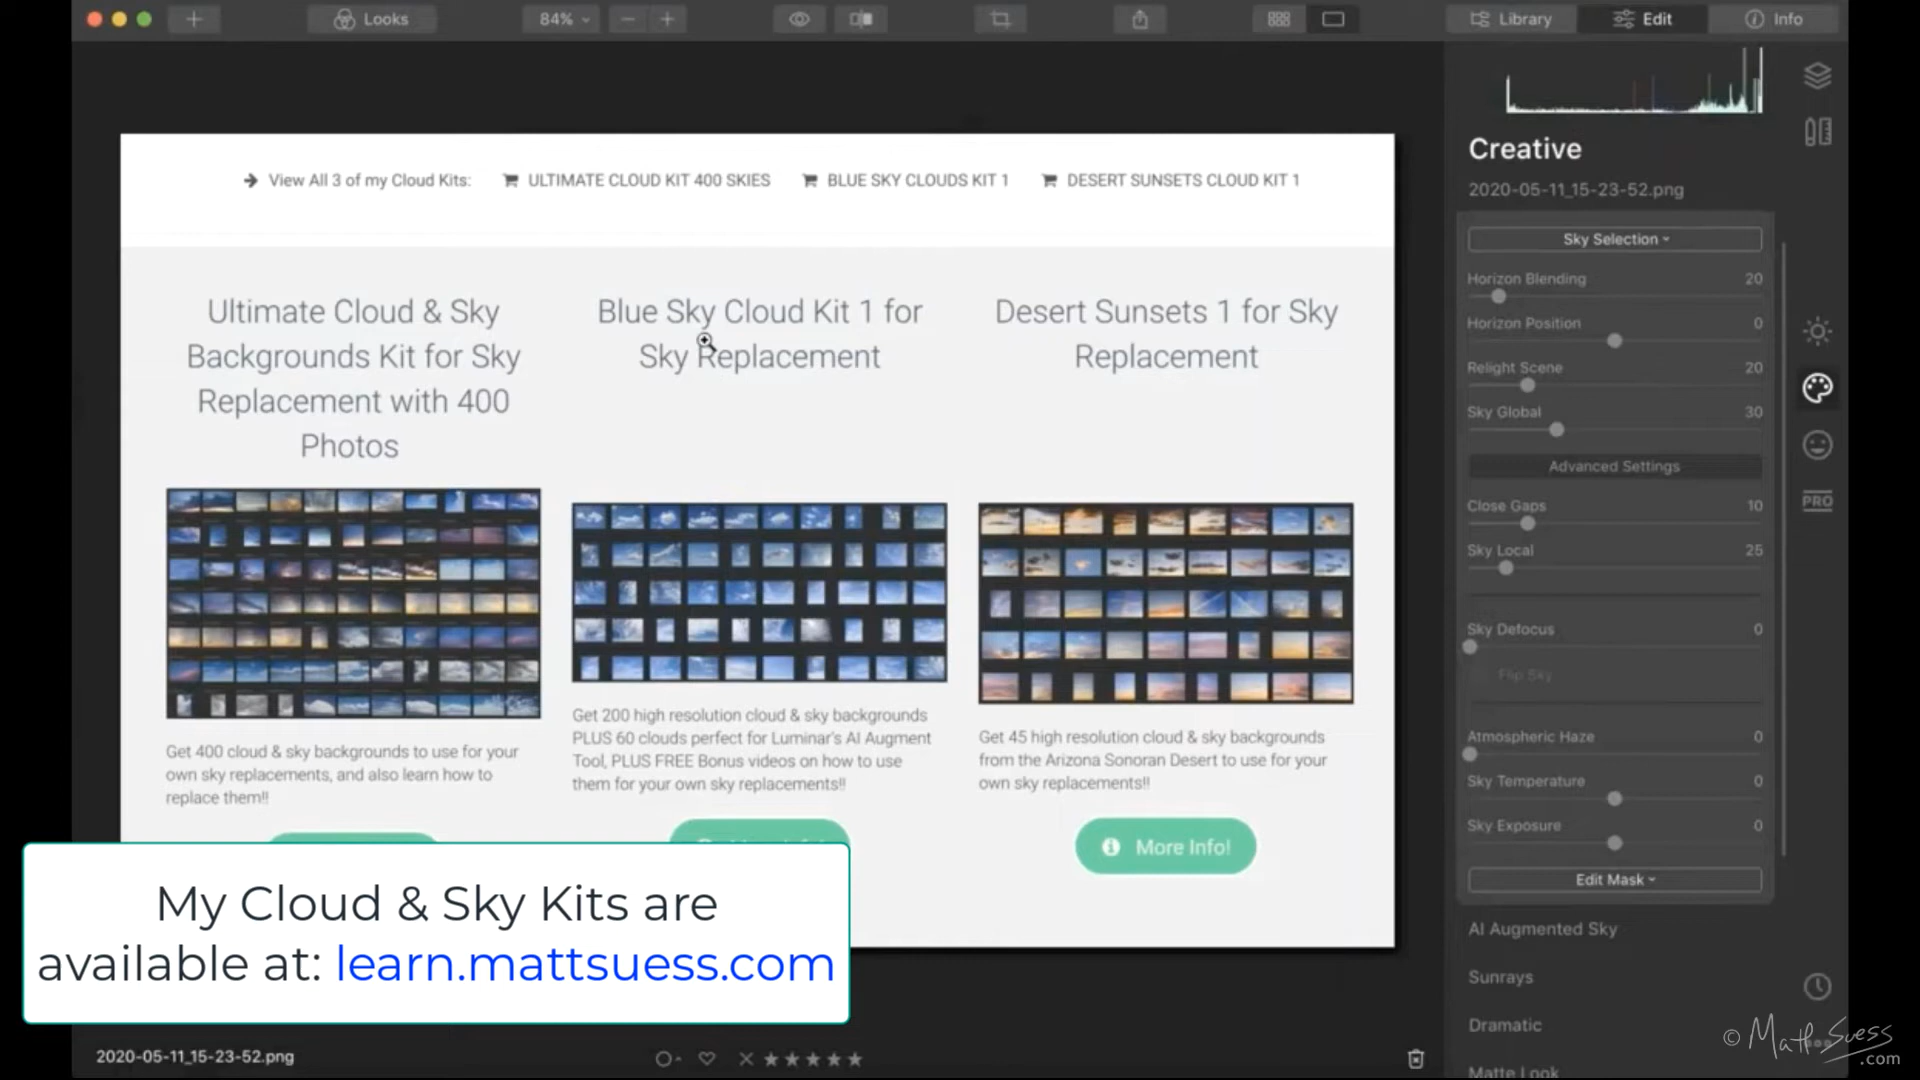 Looks
84%
Library
Edit
Info
Creative
2020-05-11_15-23-52.png
Sky Selection
Horizon Blending 20
Horizon Position 0
Relight Scene 20
Sky Global 30
Advanced Settings
Close Gaps 10
Sky Local 25
Sky Defocus 0
Flip Sky
Atmospheric Haze 0
Sky Temperature 0
Sky Exposure 0
Edit Mask
AI Augmented Sky
Sunrays
Dramatic
Matte Look
PRO
View All 3 of my Cloud Kits:
ULTIMATE CLOUD KIT 400 SKIES
BLUE SKY CLOUDS KIT 1
DESERT SUNSETS CLOUD KIT 1
Ultimate Cloud & Sky
Backgrounds Kit for Sky
Replacement with 400
Photos
Get 400 cloud & sky backgrounds to use for your
own sky replacements, and also learn how to
replace them!!
Blue Sky Cloud Kit 1 for
Sky Replacement
Get 200 high resolution cloud & sky backgrounds
PLUS 60 clouds perfect for Luminar's AI Augment
Tool, PLUS FREE Bonus videos on how to use
them for your own sky replacements!!
Desert Sunsets 1 for Sky
Replacement
Get 45 high resolution cloud & sky backgrounds
from the Arizona Sonoran Desert to use for your
own sky replacements!!
More Info!
My Cloud & Sky Kits are
available at: learn.mattsuess.com
2020-05-11_15-23-52.png
© Matt Suess
.com